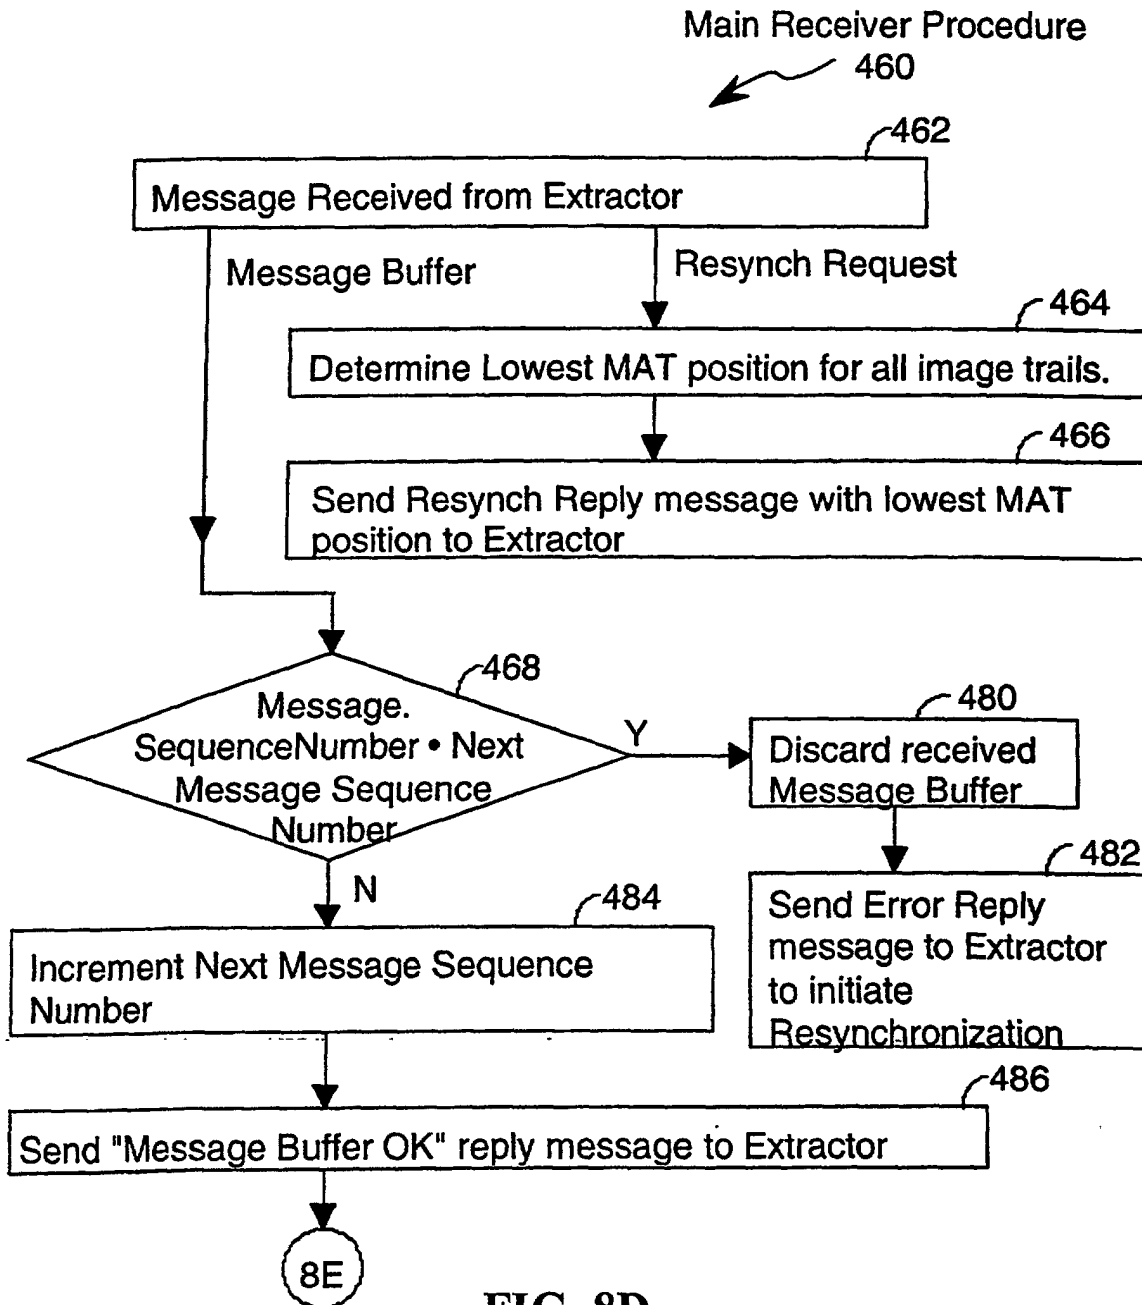 Main Receiver Procedure
460
462
Message Received from Extractor
Message Buffer
Resynch Request
464
Determine Lowest MAT position for all image trails.
466
Send Resynch Reply message with lowest MAT
position to Extractor
468
Message.
SequenceNumber • Next
Message Sequence
Number
Y
480
Discard received
Message Buffer
482
Send Error Reply
message to Extractor
to initiate
Resynchronization
N
484
Increment Next Message Sequence
Number
486
Send "Message Buffer OK" reply message to Extractor
8E
FIG. 8D